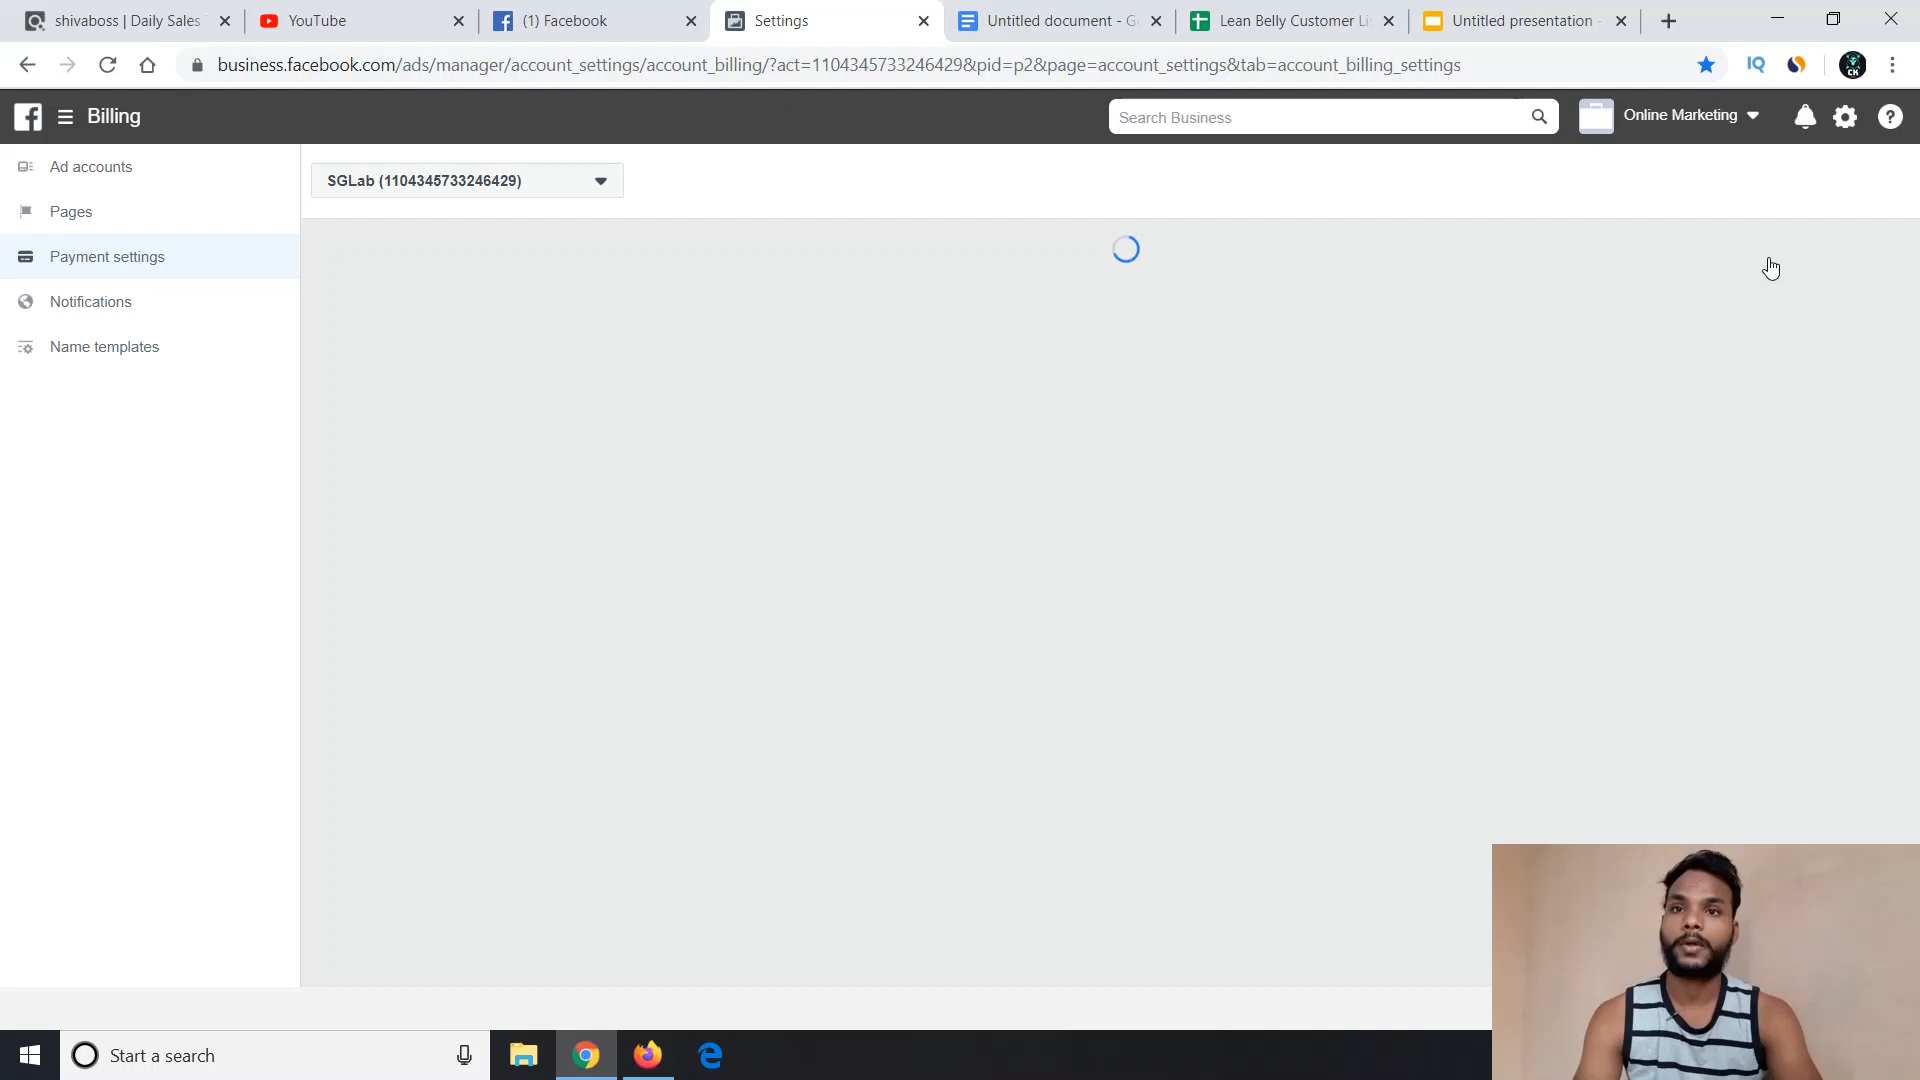 shivaboss | Daily Sales
YouTube
(1) Facebook
Settings
Untitled document - G
Lean Belly Customer Li
Untitled presentation -
business.facebook.com/ads/manager/account_settings/account_billing/?act=1104345733246429&pid=p2&page=account_settings&tab=account_billing_settings
IQ
CK
Billing
Search Business
Online Marketing
Ad accounts
Pages
Payment settings
Notifications
Name templates
SGLab (1104345733246429)
Start a search